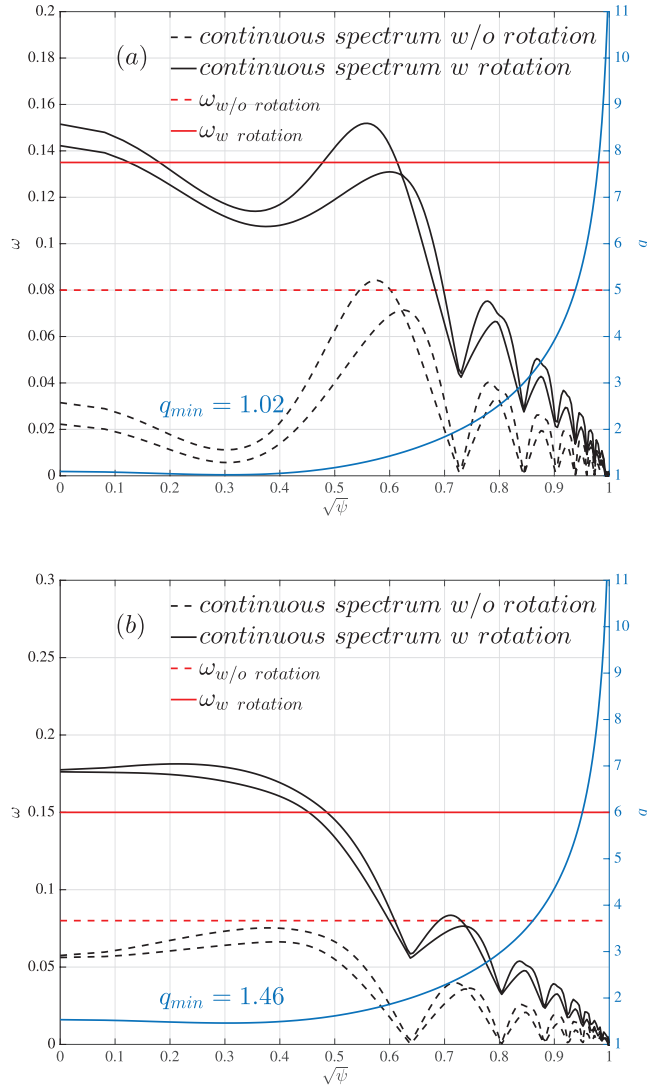 (a)
continuous spectrum w/o rotation
continuous spectrum w rotation
ω_{w/o rotation}
ω_{w rotation}
q_{min} = 1.02
0.2
0.18
0.16
0.14
0.12
0.1
0.08
0.06
0.04
0.02
0
ω
0 0.1 0.2 0.3 0.4 0.5 0.6 0.7 0.8 0.9 1
√ψ
11
10
9
8
7
6
5
4
3
2
1
(b)
continuous spectrum w/o rotation
continuous spectrum w rotation
ω_{w/o rotation}
ω_{w rotation}
q_{min} = 1.46
0.3
0.25
0.2
0.15
0.1
0.05
0
ω
0 0.1 0.2 0.3 0.4 0.5 0.6 0.7 0.8 0.9 1
√ψ
11
10
9
8
7
6
5
4
3
2
1